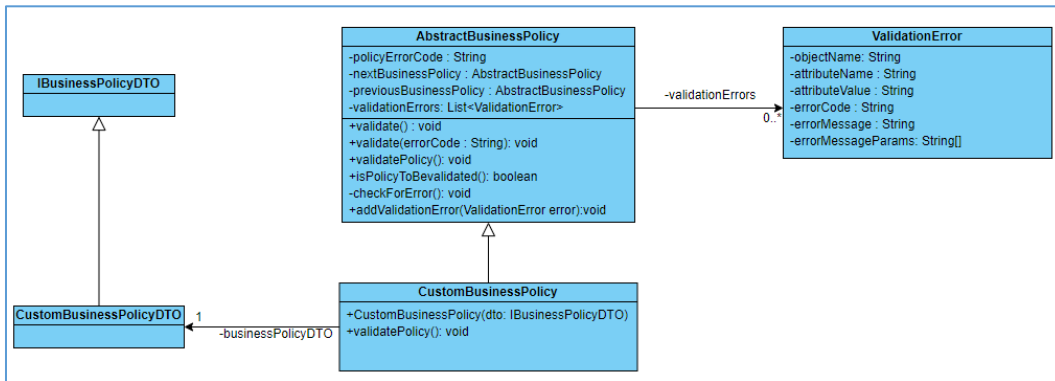 AbstractBusinessPolicy
-policyErrorCode : String
-nextBusinessPolicy : AbstractBusinessPolicy
-previousBusinessPolicy : AbstractBusinessPolicy
-validationErrors: List<ValidationError>
+validate() : void
+validate(errorCode : String): void
+validatePolicy(): void
+isPolicyToBevalidated(): boolean
-checkForError(): void
+addValidationError(ValidationError error):void
ValidationError
-objectName: String
-attributeName : String
-attributeValue : String
-errorCode : String
-errorMessage : String
-errorMessageParams: String[]
-validationErrors
0..*
IBusinessPolicyDTO
CustomBusinessPolicyDTO
1
-businessPolicyDTO
CustomBusinessPolicy
+CustomBusinessPolicy(dto: IBusinessPolicyDTO)
+validatePolicy(): void